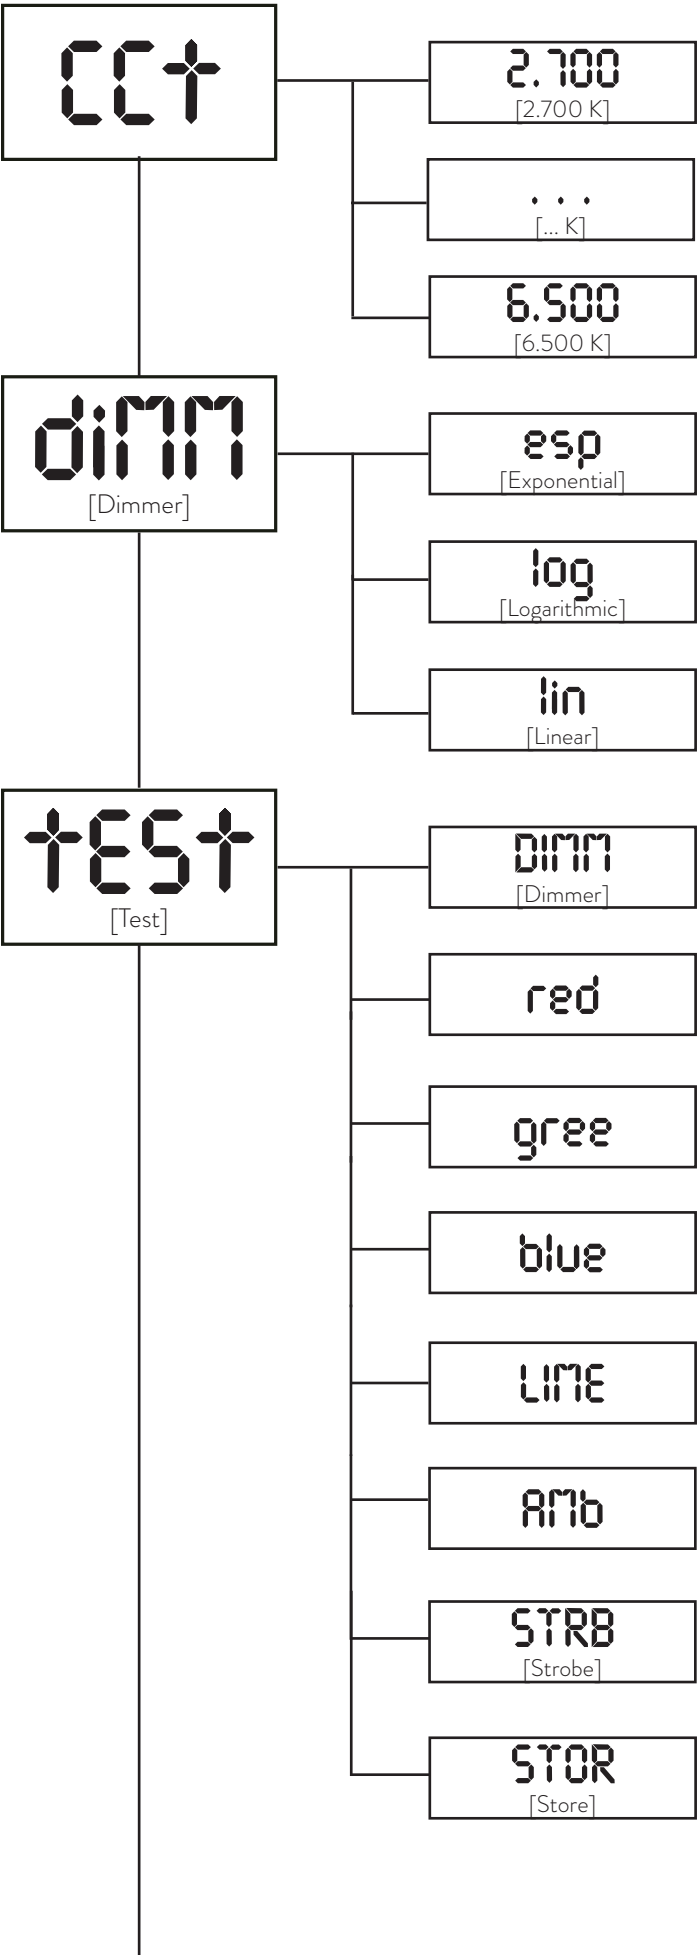 CCt
2.700
[2.700 K]
. . .
[... K]
6.500
[6.500 K]
diMM
[Dimmer]
esp
[Exponential]
log
[Logarithmic]
lin
[Linear]
tESt
[Test]
DIMM
[Dimmer]
red
gree
blue
LIME
AMb
STRB
[Strobe]
STOR
[Store]